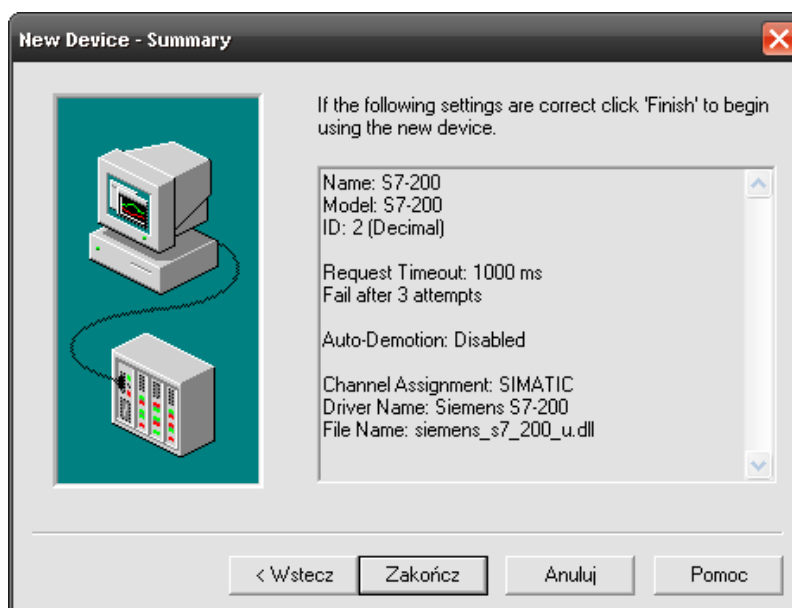 New Device - Summary
If the following settings are correct click 'Finish' to begin
using the new device.
Name: S7-200
Model: S7-200
ID: 2 (Decimal)
Request Timeout: 1000 ms
Fail after 3 attempts
Auto-Demotion: Disabled
Channel Assignment: SIMATIC
Driver Name: Siemens S7-200
File Name: siemens_s7_200_u.dll
< Wstecz
Zakończ
Anuluj
Pomoc